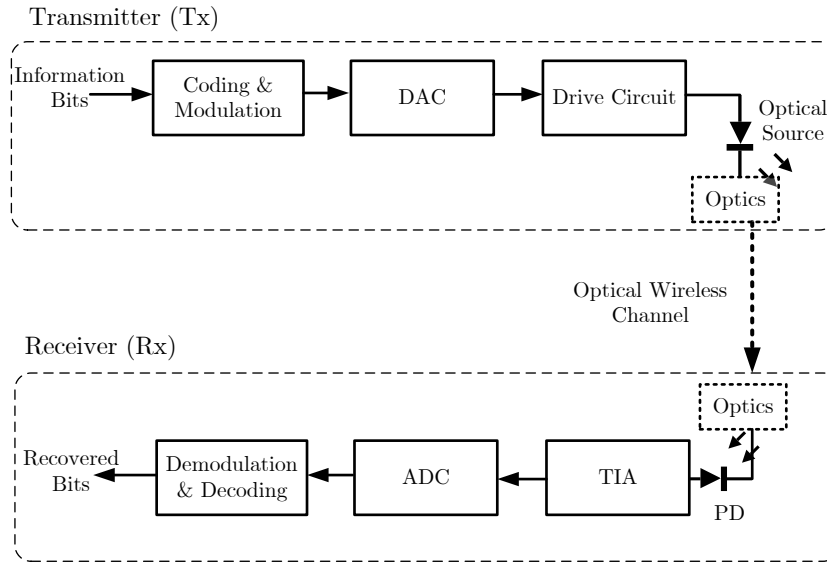 Transmitter (Tx)
Information
Bits
Coding &
Modulation
DAC
Drive Circuit
Optical
Source
Optics
Optical Wireless
Channel
Receiver (Rx)
Optics
Recovered
Bits
Demodulation
& Decoding
ADC
TIA
PD